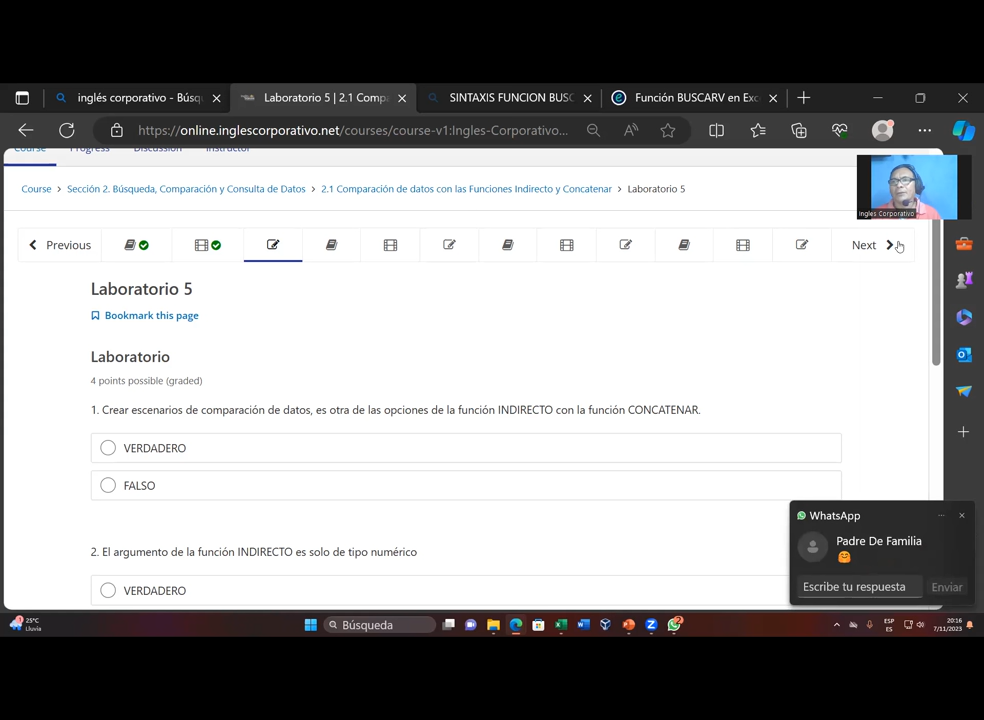 inglés corporativo - Búsq
Laboratorio 5 | 2.1 Comp
SINTAXIS FUNCION BUSC
Función BUSCARV en Exc
https://online.inglescorporativo.net/courses/course-v1:Ingles-Corporativo...
Course
Progress
Discussion
Instructor
Course > Sección 2. Búsqueda, Comparación y Consulta de Datos > 2.1 Comparación de datos con las Funciones Indirecto y Concatenar > Laboratorio 5
Ingles Corporativo
Previous
Next
Laboratorio 5
Bookmark this page
Laboratorio
4 points possible (graded)
1. Crear escenarios de comparación de datos, es otra de las opciones de la función INDIRECTO con la función CONCATENAR.
VERDADERO
FALSO
2. El argumento de la función INDIRECTO es solo de tipo numérico
VERDADERO
WhatsApp
Padre De Familia
Escribe tu respuesta
Enviar
25°C
Lluvia
Búsqueda
ESP
ES
20:16
7/11/2023